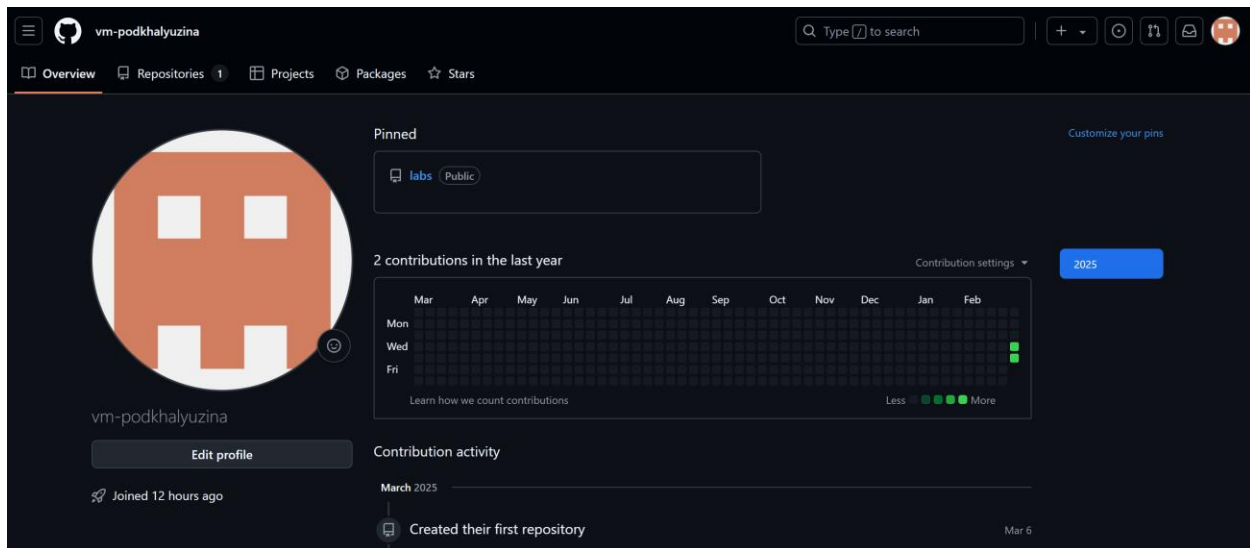 vm-podkhalyuzina
Type / to search
Overview Repositories 1 Projects Packages Stars
Pinned
Customize your pins
labs Public
2 contributions in the last year
Contribution settings
2025
Mar Apr May Jun Jul Aug Sep Oct Nov Dec Jan Feb
Mon
Wed
Fri
Learn how we count contributions
Less More
vm-podkhalyuzina
Edit profile
Joined 12 hours ago
Contribution activity
March 2025
Created their first repository
Mar 6